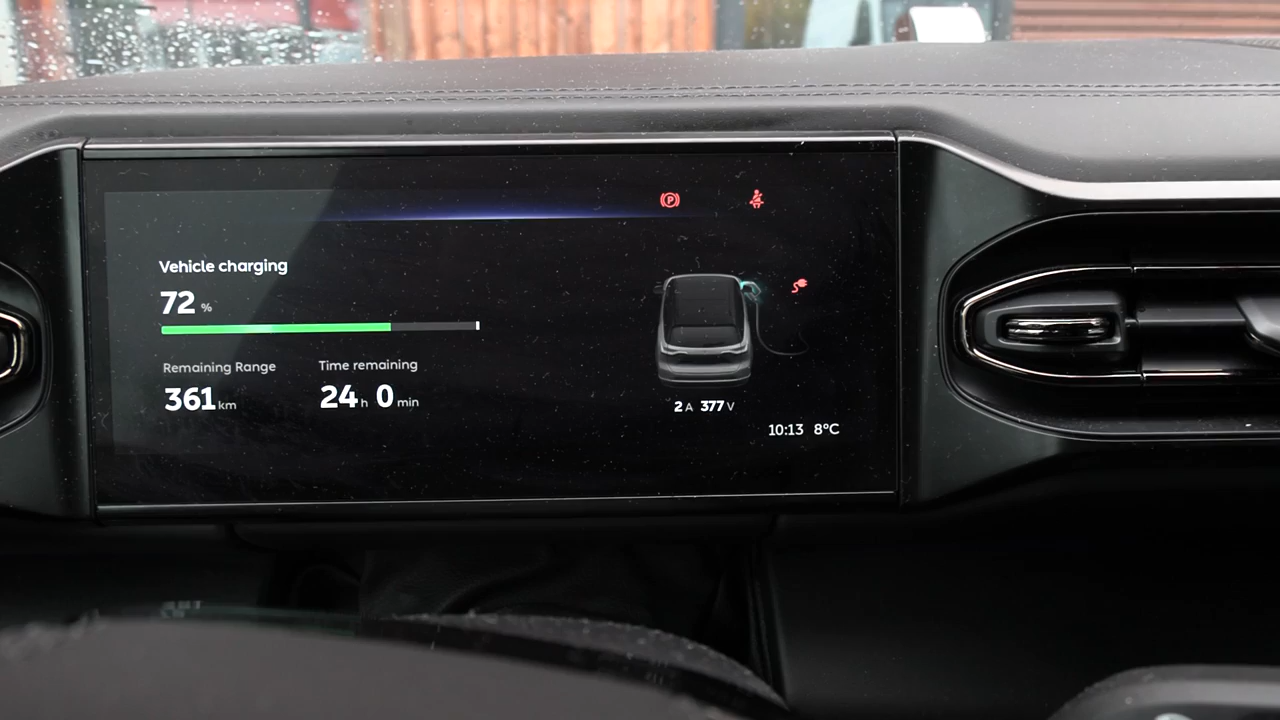 Vehicle charging
72 %
Remaining Range
Time remaining
361 km
24 h 0 min
2 A 377 V
10:13 8°C
P